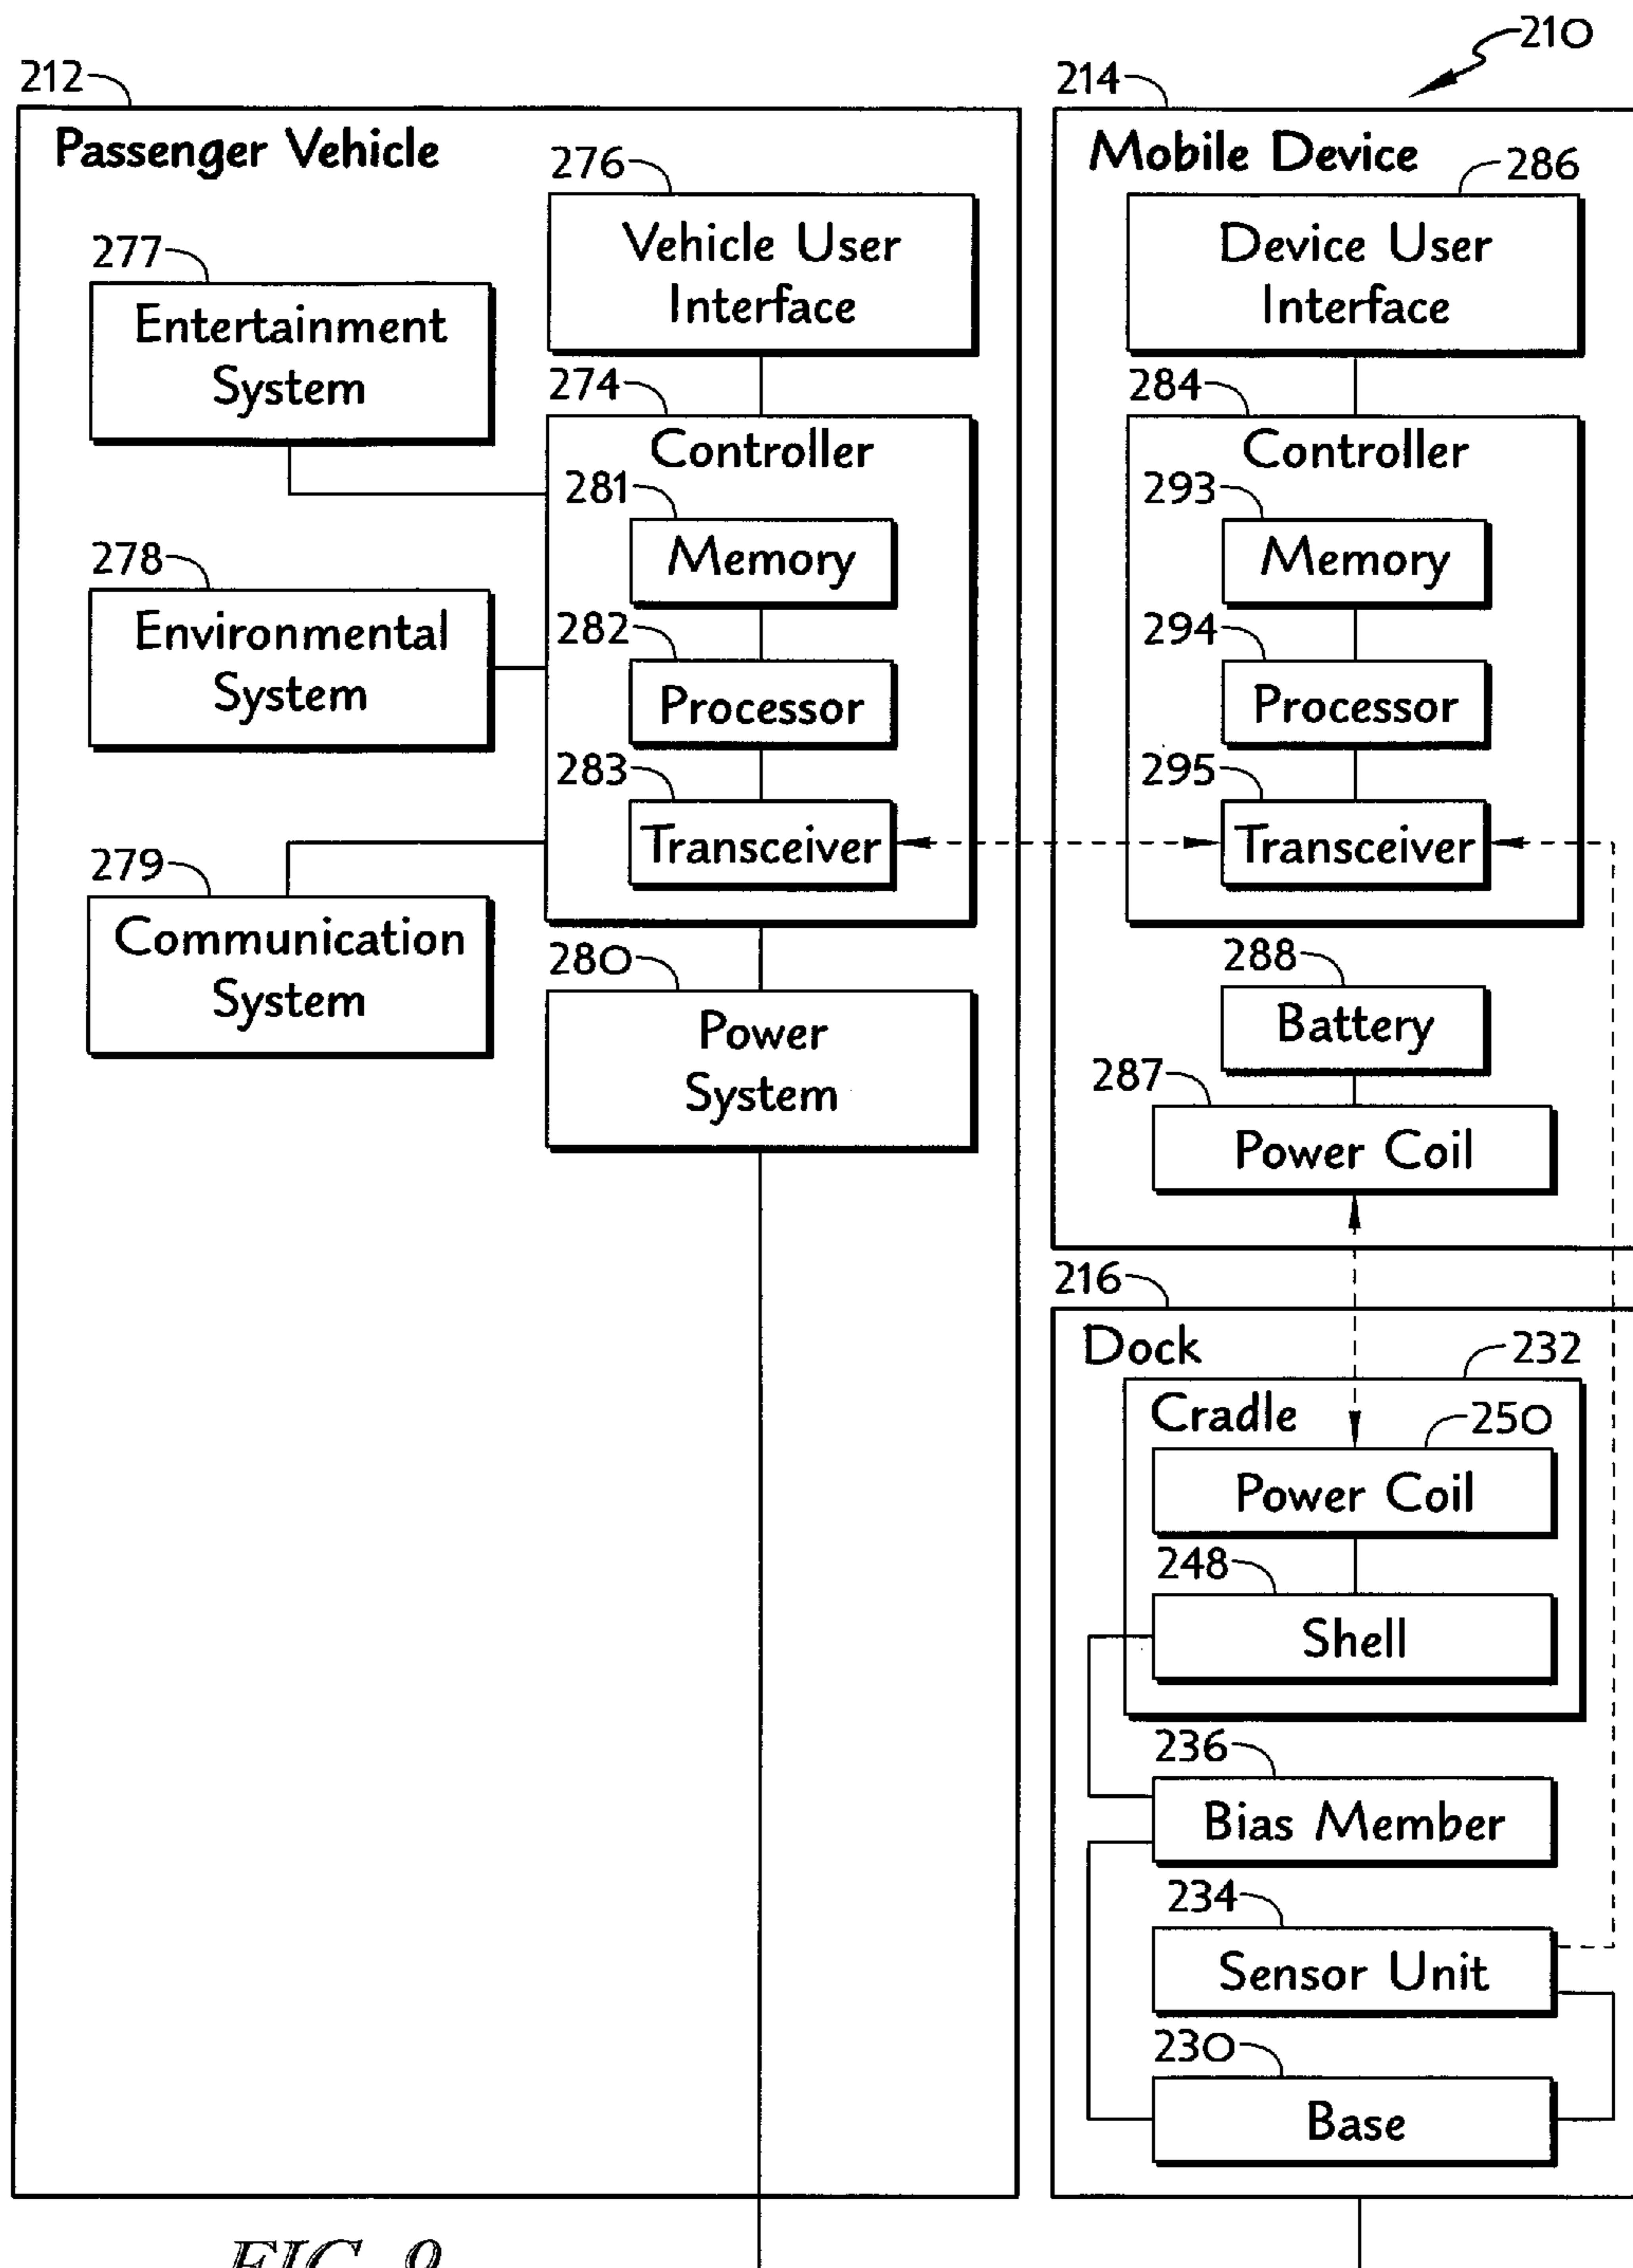 210
212
Passenger Vehicle
276
Vehicle User
Interface
277
Entertainment
System
274
Controller
281
Memory
278
Environmental
System
282
Processor
283
Transceiver
279
Communication
System
280
Power
System
214
Mobile Device
286
Device User
Interface
284
Controller
293
Memory
294
Processor
295
Transceiver
288
Battery
287
Power Coil
216
Dock
232
Cradle
250
Power Coil
248
Shell
236
Bias Member
234
Sensor Unit
230
Base
FIG. 9